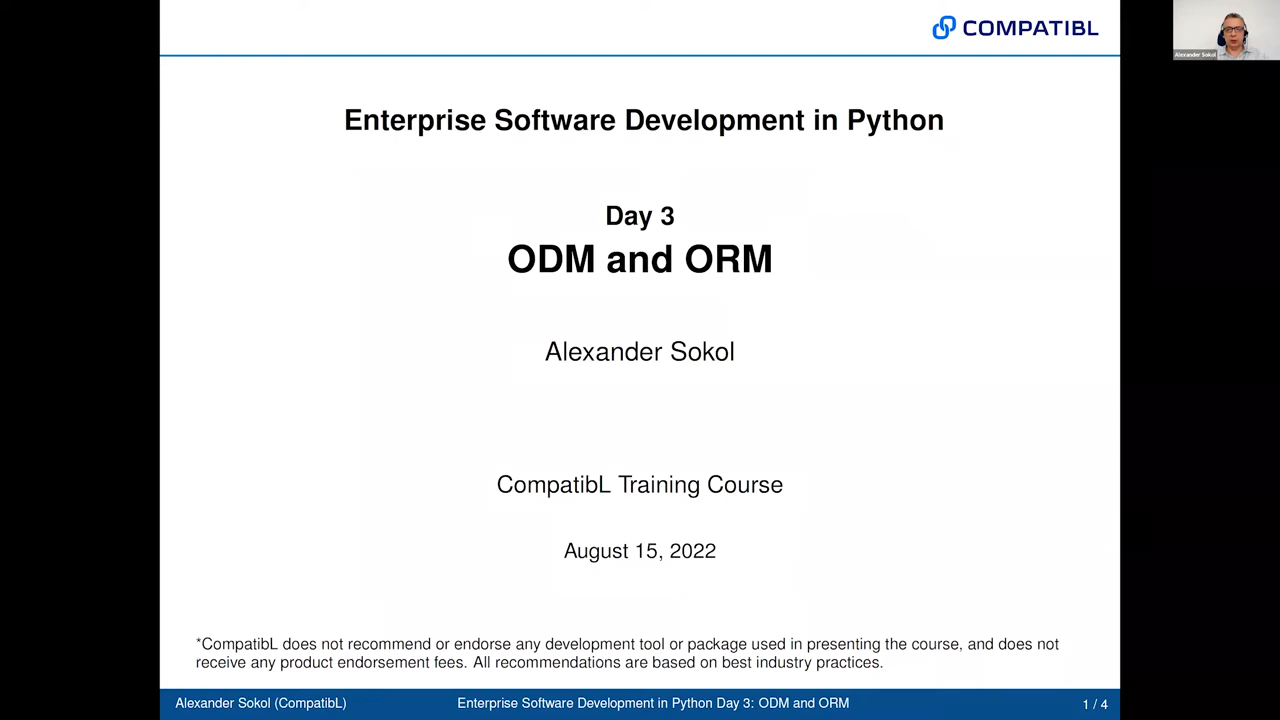 COMPATIBL
Alexander Sokol
Enterprise Software Development in Python
Day 3
ODM and ORM
Alexander Sokol
CompatibL Training Course
August 15, 2022
*CompatibL does not recommend or endorse any development tool or package used in presenting the course, and does not
receive any product endorsement fees. All recommendations are based on best industry practices.
Alexander Sokol (CompatibL) Enterprise Software Development in Python Day 3: ODM and ORM 1 / 4